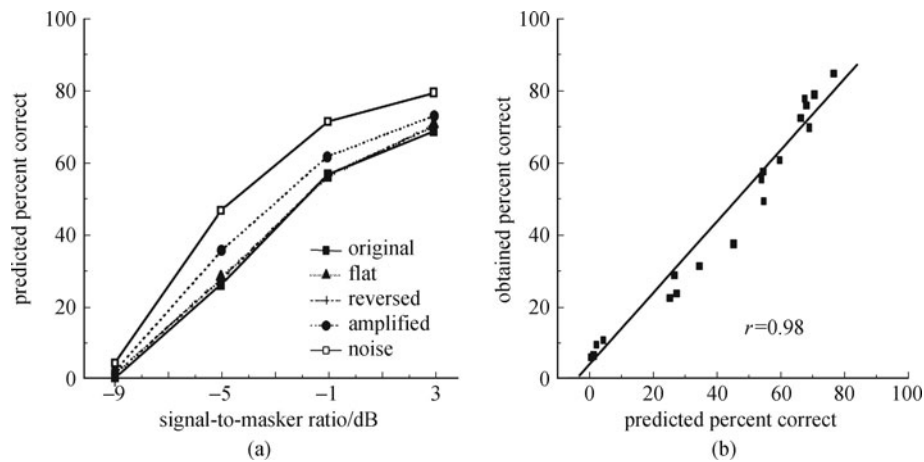 100
80
60
40
20
0
predicted percent correct
original
flat
reversed
amplified
noise
−9
−5
−1
3
signal-to-masker ratio/dB
(a)
100
80
60
40
20
0
obtained percent correct
r=0.98
0
20
40
60
80
100
predicted percent correct
(b)